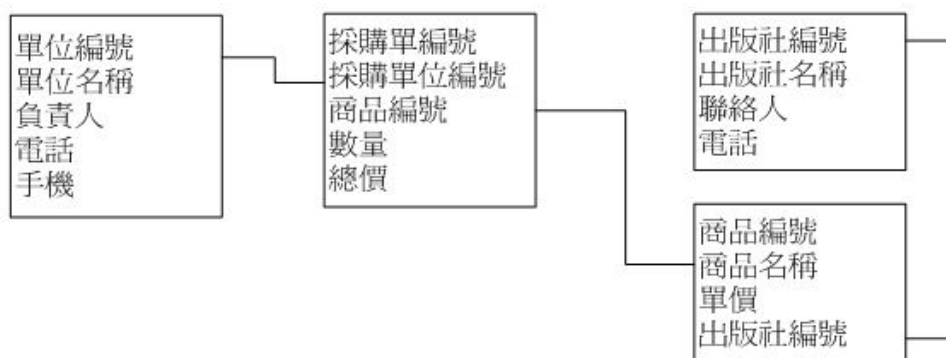 單位編號
單位名稱
負責人
電話
手機
採購單編號
採購單位編號
商品編號
數量
總價
出版社編號
出版社名稱
聯絡人
電話
商品編號
商品名稱
單價
出版社編號